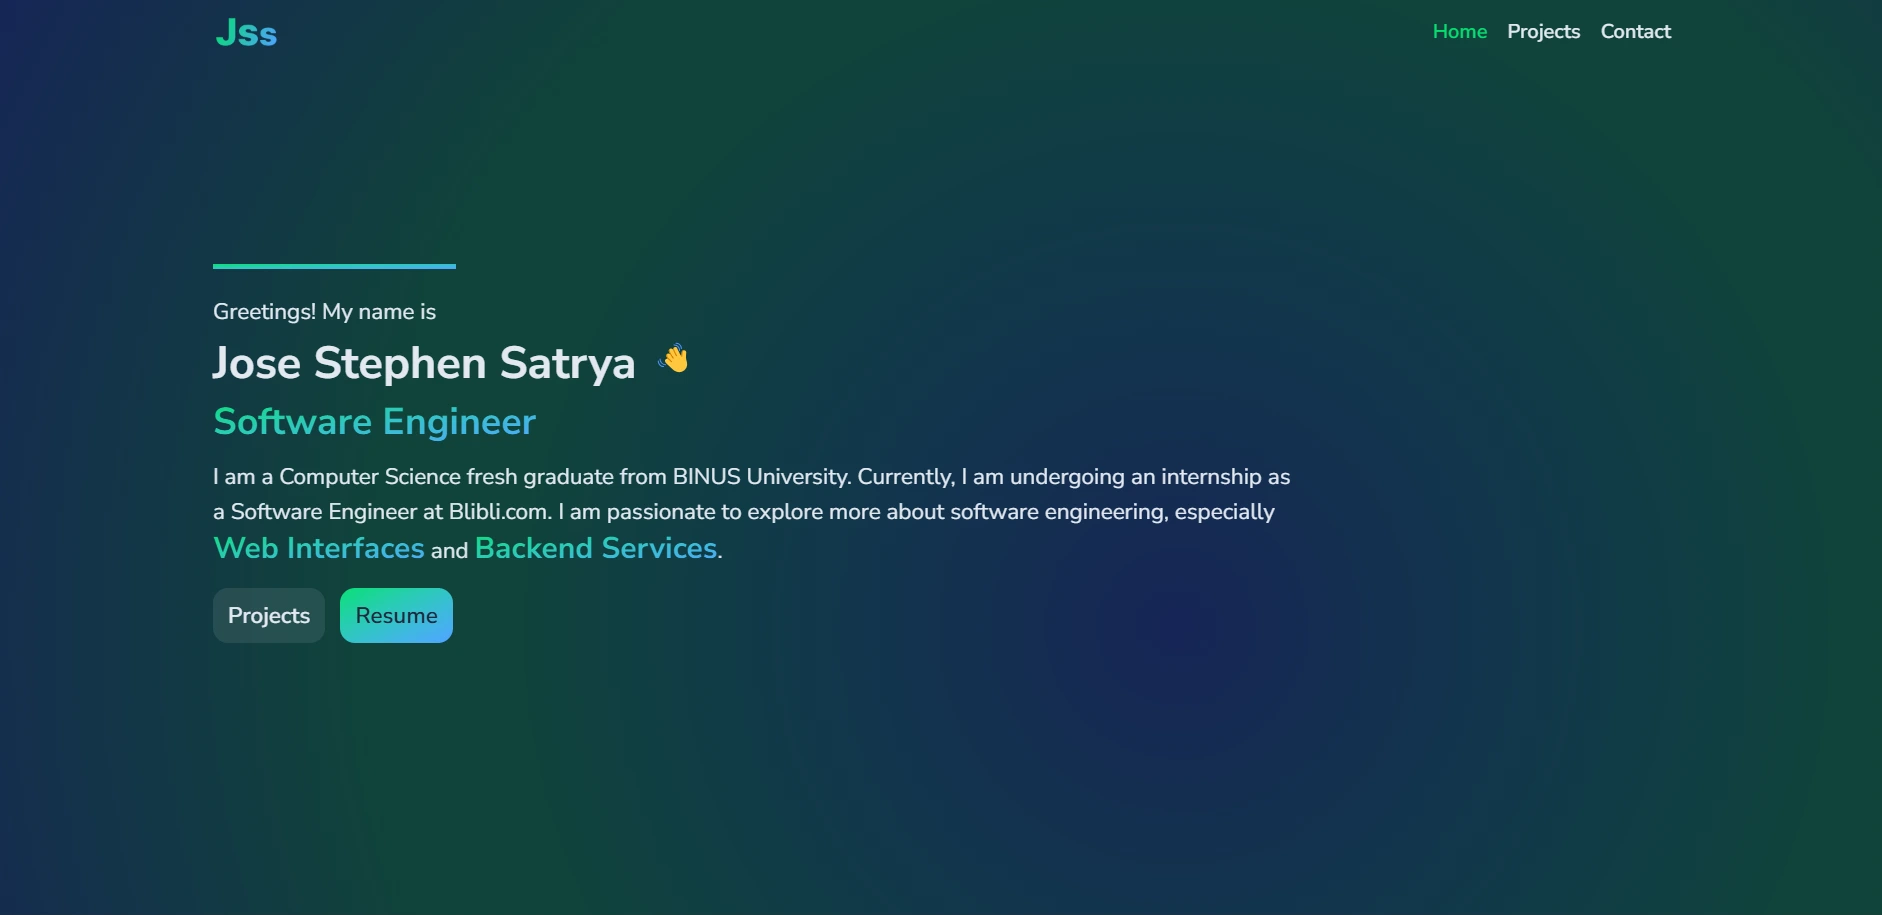 Jss
Home Projects Contact
Greetings! My name is
Jose Stephen Satrya 👋
Software Engineer
I am a Computer Science fresh graduate from BINUS University. Currently, I am undergoing an internship as
a Software Engineer at Blibli.com. I am passionate to explore more about software engineering, especially
Web Interfaces and Backend Services.
Projects Resume